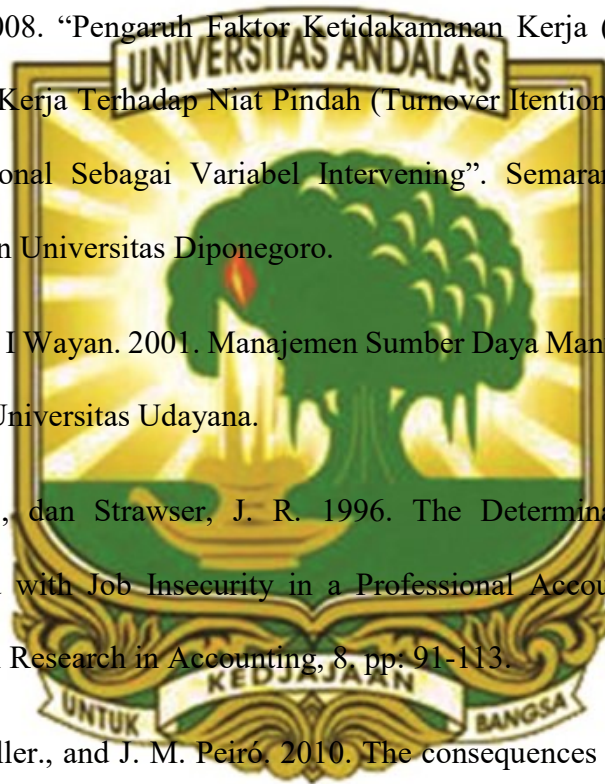 008. “Pengaruh Faktor Ketidakamanan Kerja (
UNIVERSITAS ANDALAS
Kerja Terhadap Niat Pindah (Turnover Itention
onal Sebagai Variabel Intervening”. Semaran
n Universitas Diponegoro.
I Wayan. 2001. Manajemen Sumber Daya Man
Universitas Udayana.
., dan Strawser, J. R. 1996. The Determina
with Job Insecurity in a Professional Accou
Research in Accounting, 8. pp: 91-113.
KEDJAJAAN
UNTUK BANGSA
ller., and J. M. Peiró. 2010. The consequences